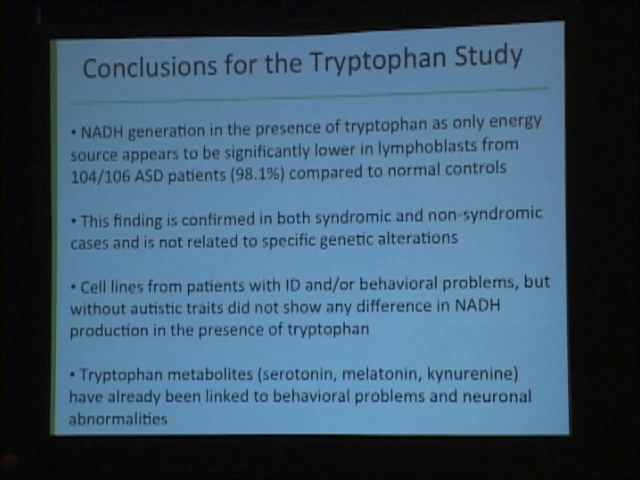 Conclusions for the Tryptophan Study
• NADH generation in the presence of tryptophan as only energy
source appears to be significantly lower in lymphoblasts from
104/106 ASD patients (98.1%) compared to normal controls
• This finding is confirmed in both syndromic and non-syndromic
cases and is not related to specific genetic alterations
• Cell lines from patients with ID and/or behavioral problems, but
without autistic traits did not show any difference in NADH
production in the presence of tryptophan
• Tryptophan metabolites (serotonin, melatonin, kynurenine)
have already been linked to behavioral problems and neuronal
abnormalities